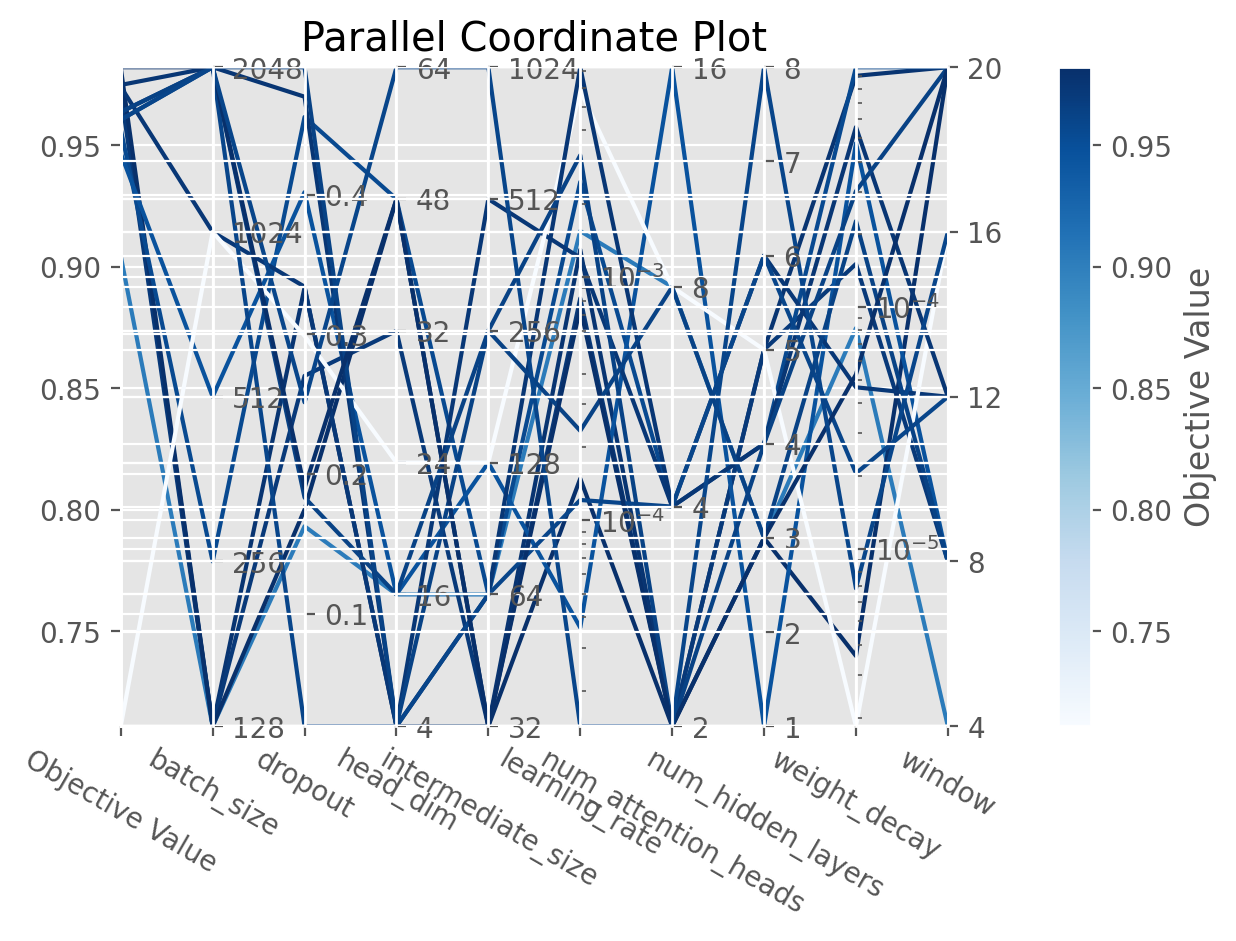 Parallel Coordinate Plot
2048 64 1024 16 8 20
0.95 0.95
7
0.4 48 512
1024 16
6
0.90 10⁻³ 8 0.90
10⁻⁴
0.3 32 256 5
0.85 512 12 0.85
24 128 4
0.2
0.80 10⁻⁴ 4 0.80
3 10⁻⁵
256 8
16 64
0.1
0.75 2 0.75
128 4 32 2 1 4
Objective Value
batch_size
dropout
head_dim
intermediate_size
learning_rate
num_attention_heads
num_hidden_layers
weight_decay
window
Objective Value